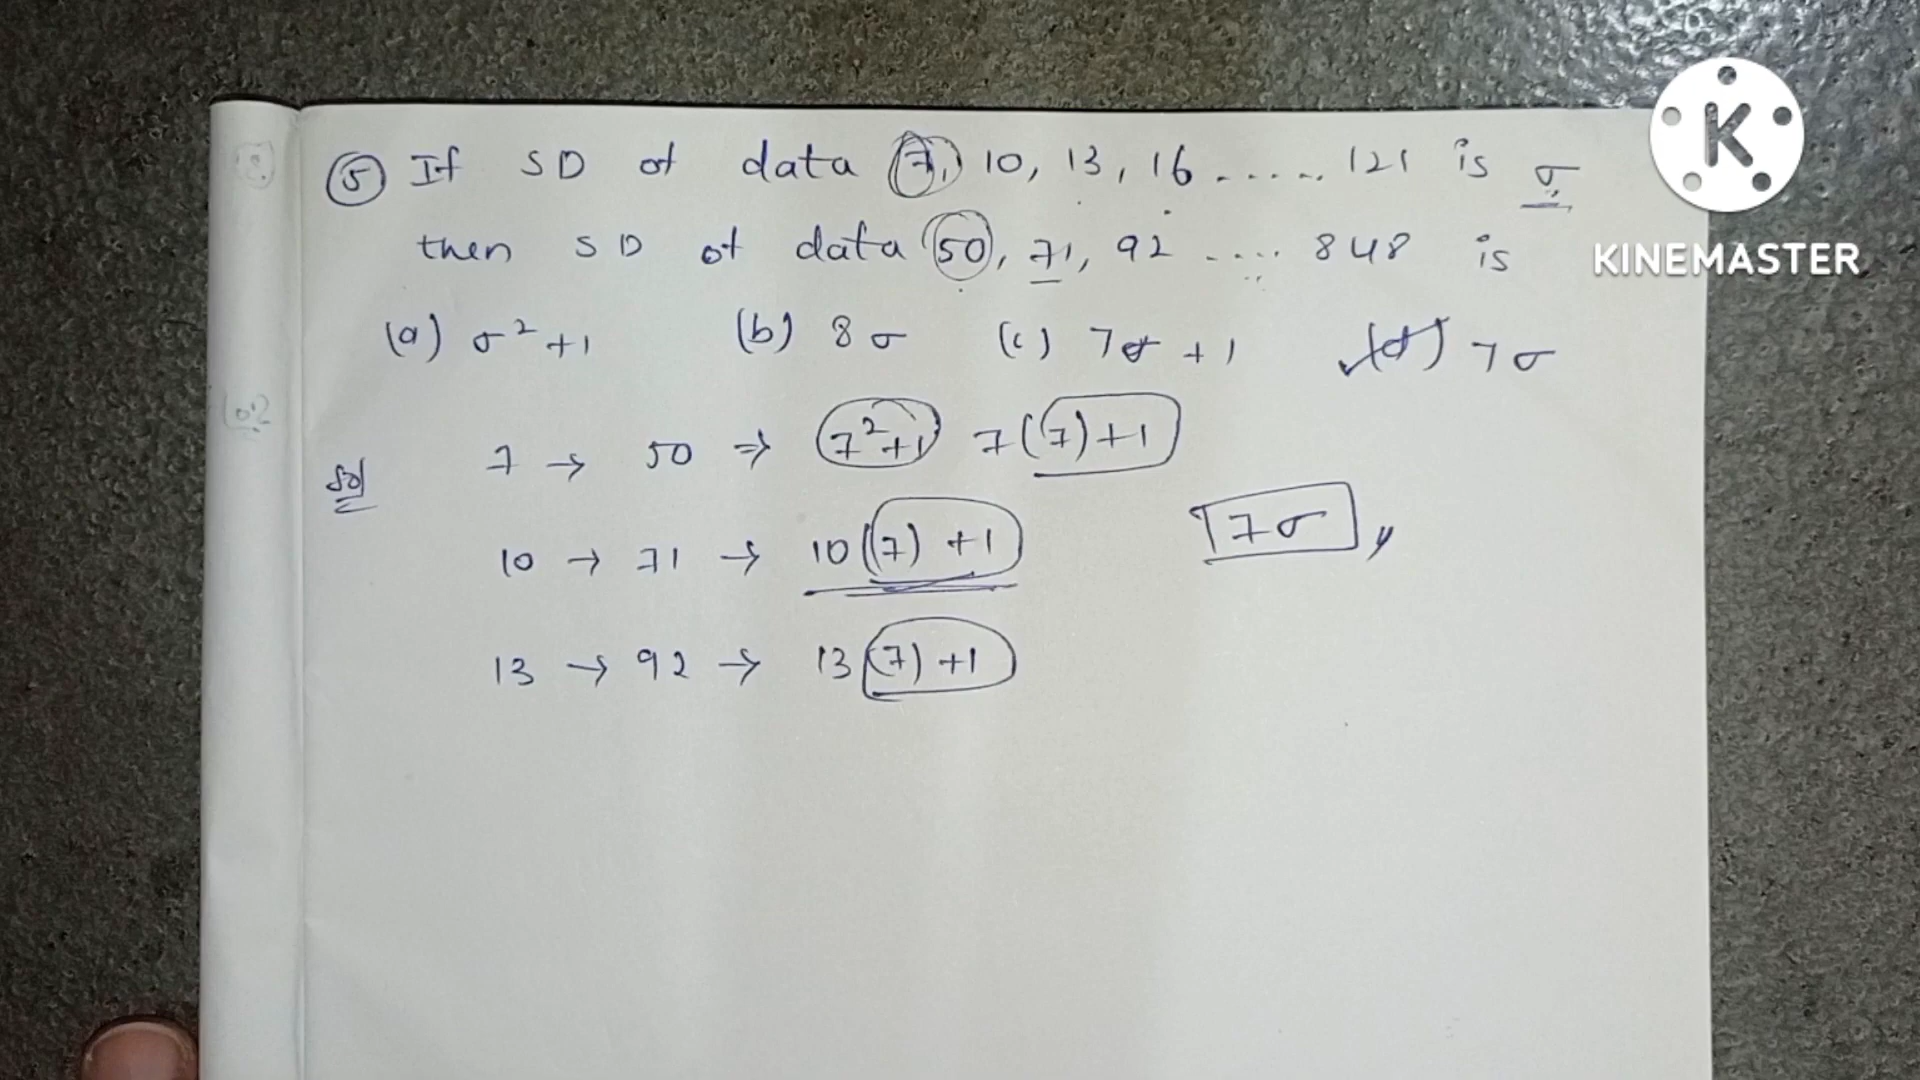 (5) If SD of data 7, 10, 13, 16 ..... 121 is σ
then SD of data 50, 71, 92 .... 848 is
(a) σ²+1 (b) 8σ (c) 7σ + 1 (d) 7σ
Sol 7 → 50 ⇒ 7²+1 7(7)+1
10 → 71 → 10(7)+1 7σ
13 → 92 → 13(7)+1
KINEMASTER